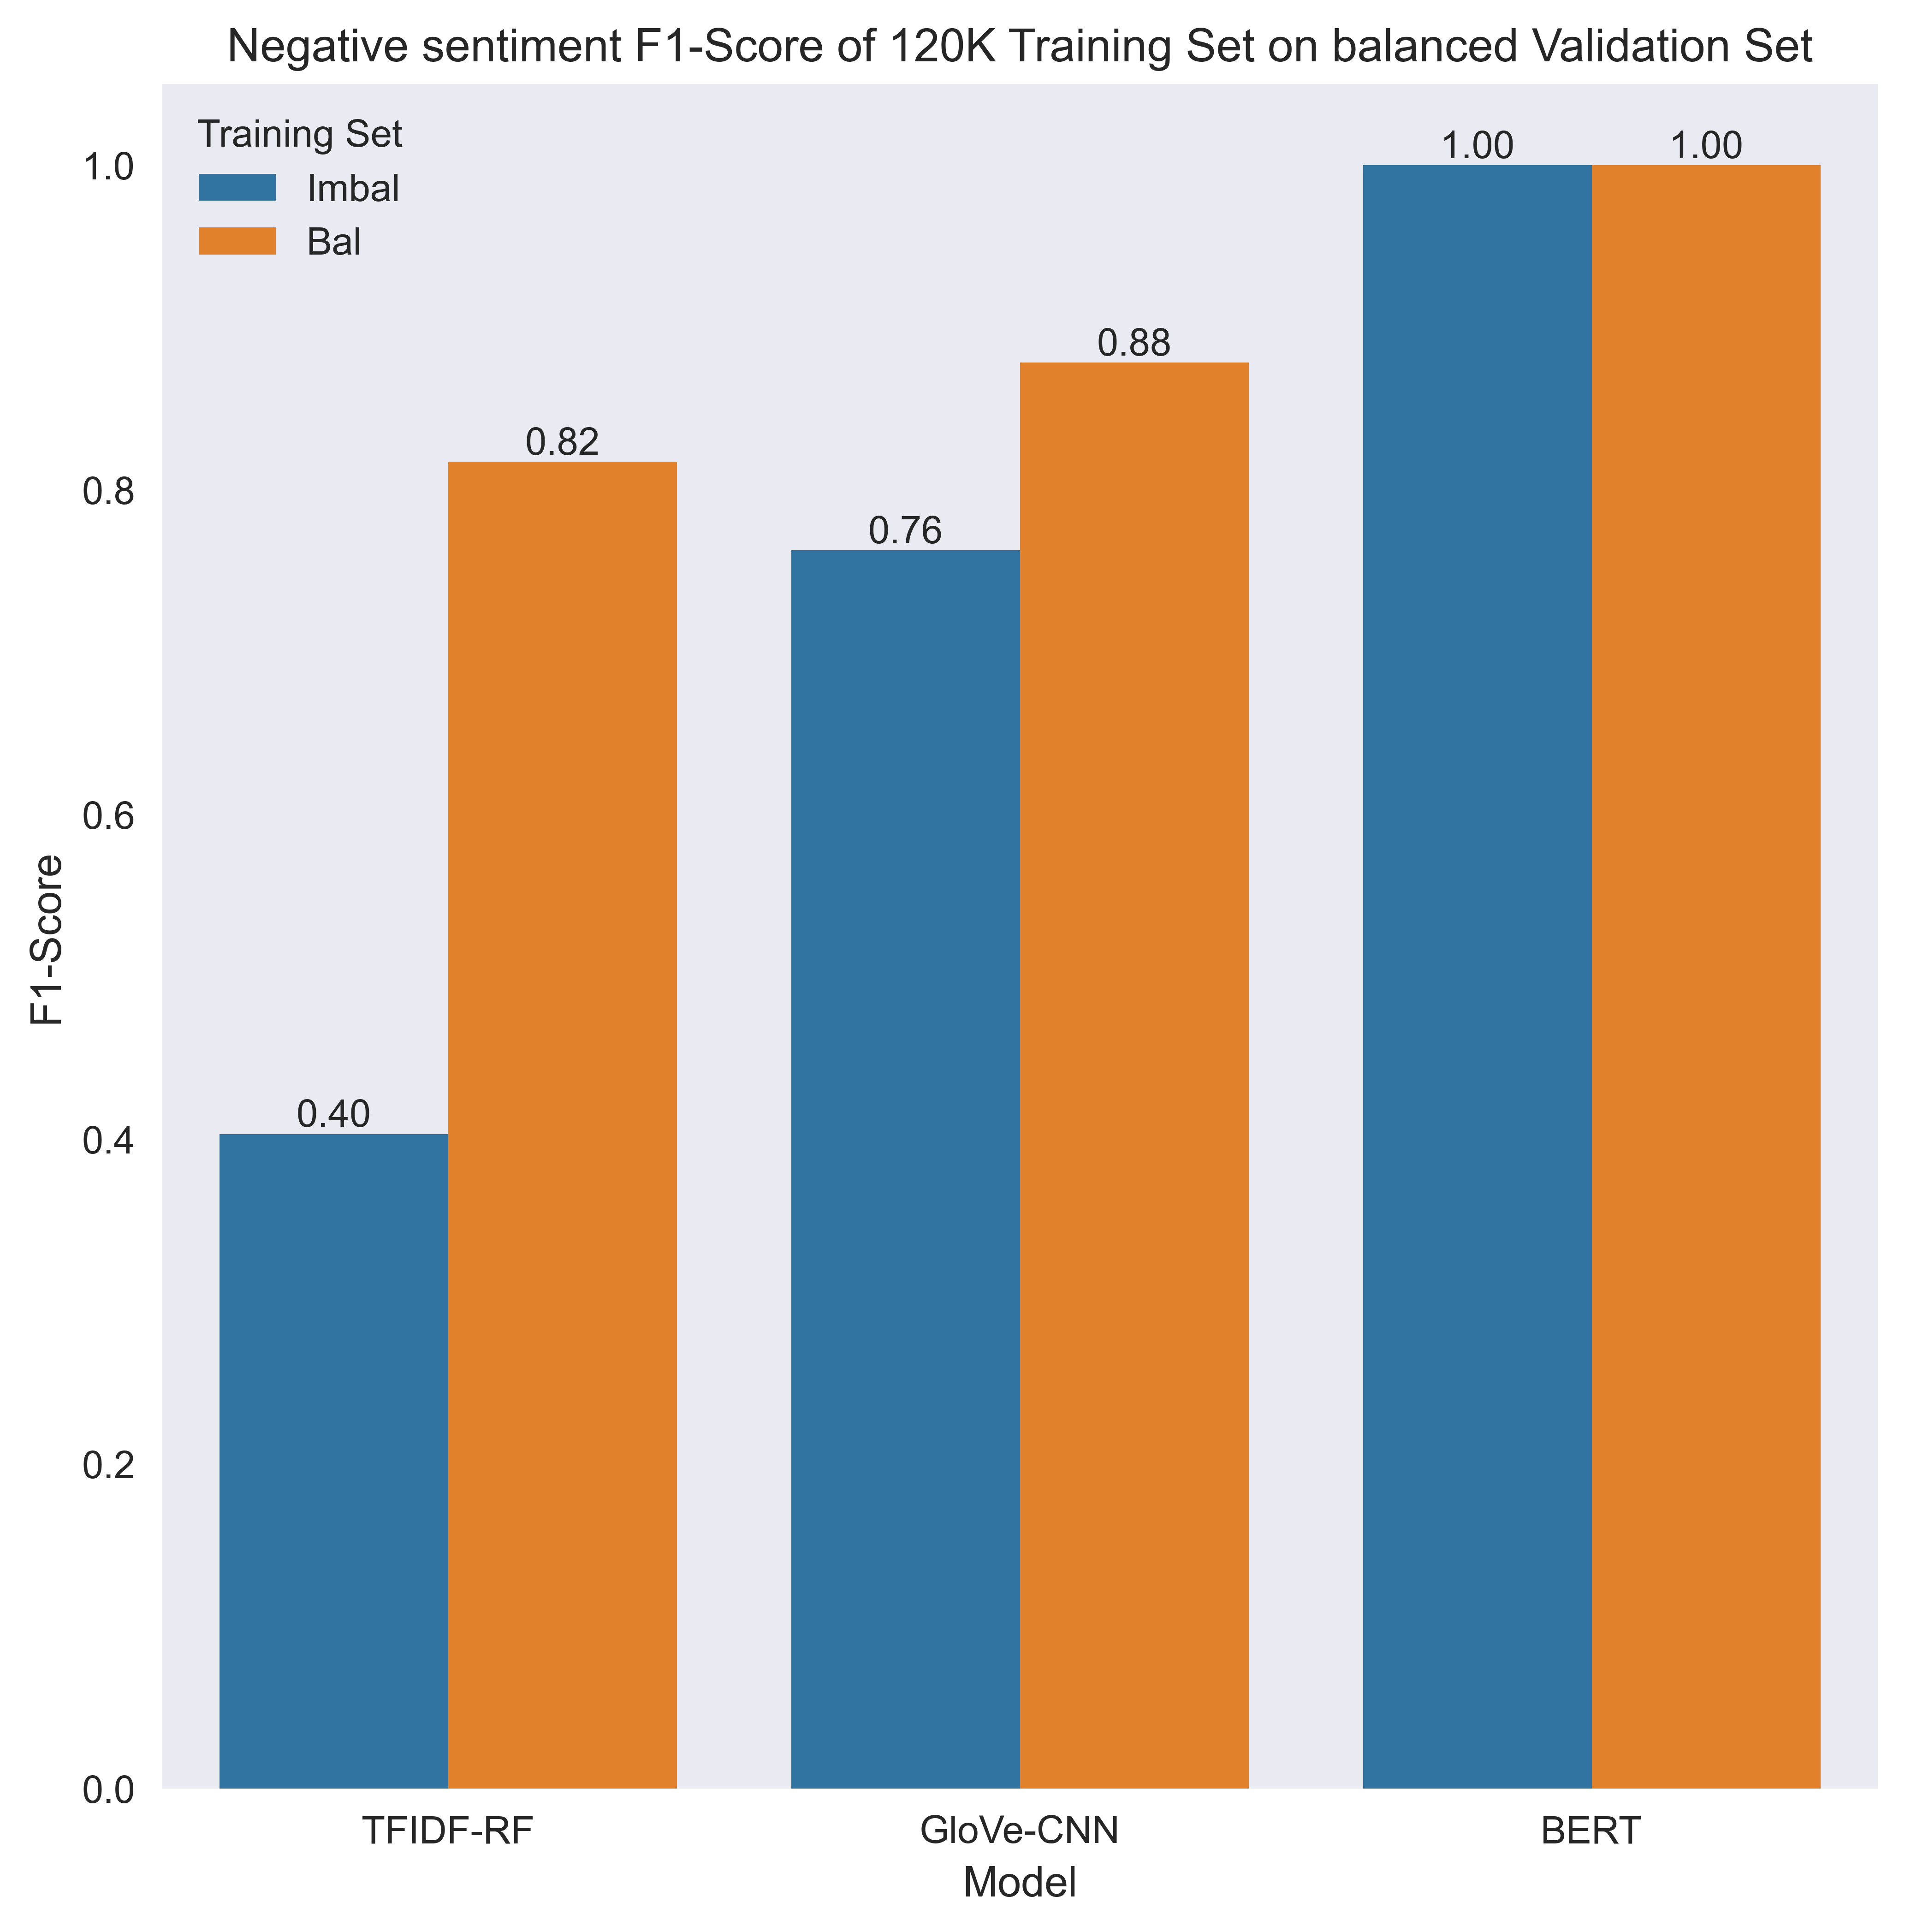 Negative sentiment F1-Score of 120K Training Set on balanced Validation Set
Training Set
Imbal
Bal
1.0
0.8
0.6
0.4
0.2
0.0
F1-Score
0.40
0.82
0.76
0.88
1.00
1.00
TFIDF-RF
GloVe-CNN
BERT
Model